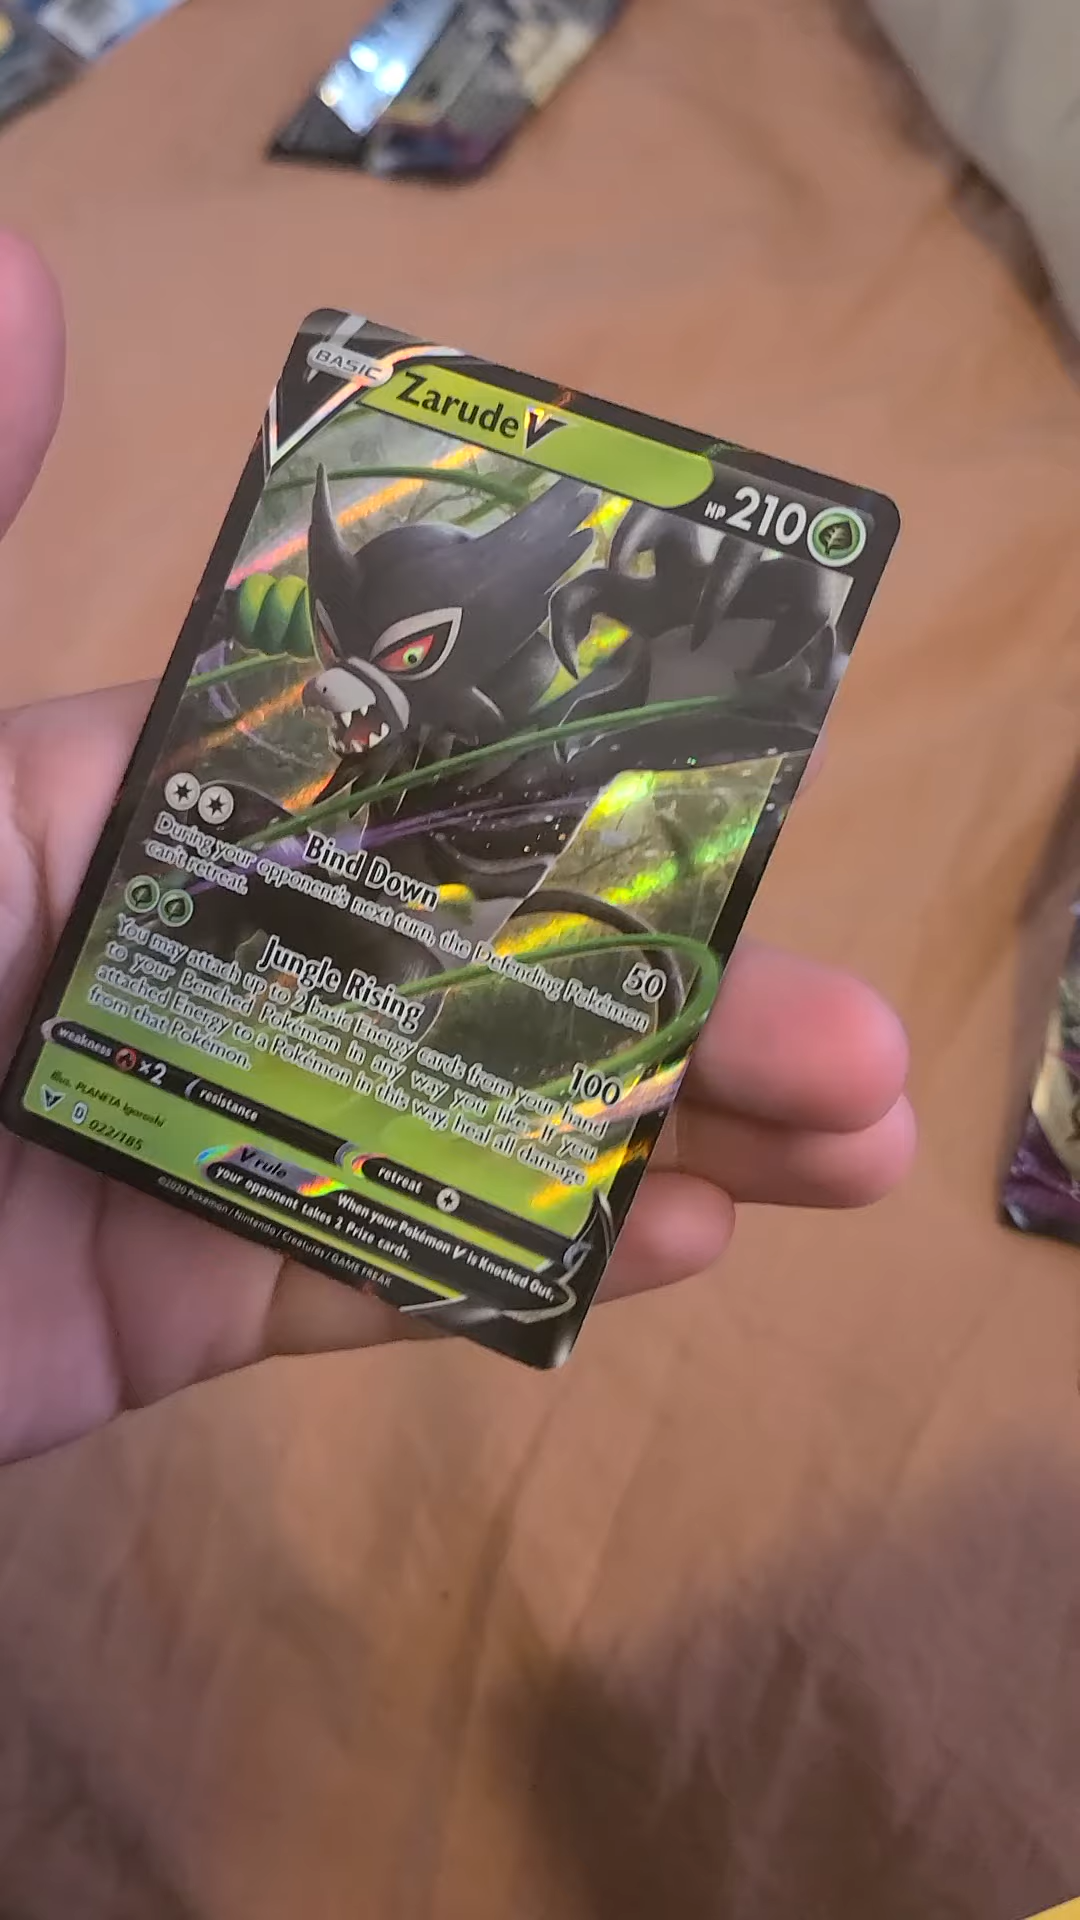 BASIC
Zarude V
HP 210
Bind Down
50
During your opponent's next turn, the Defending Pokémon
can't retreat.
Jungle Rising
100
You may attach up to 2 basic Energy cards from your hand
to your Benched Pokémon in any way you like. If you
attached Energy to a Pokémon in this way, heal all damage
from that Pokémon.
weakness ×2
resistance
retreat
Illus. PLANETA Igarashi
D 022/185
V rule
When your Pokémon V is Knocked Out,
your opponent takes 2 Prize cards.
©2020 Pokémon / Nintendo / Creatures / GAME FREAK